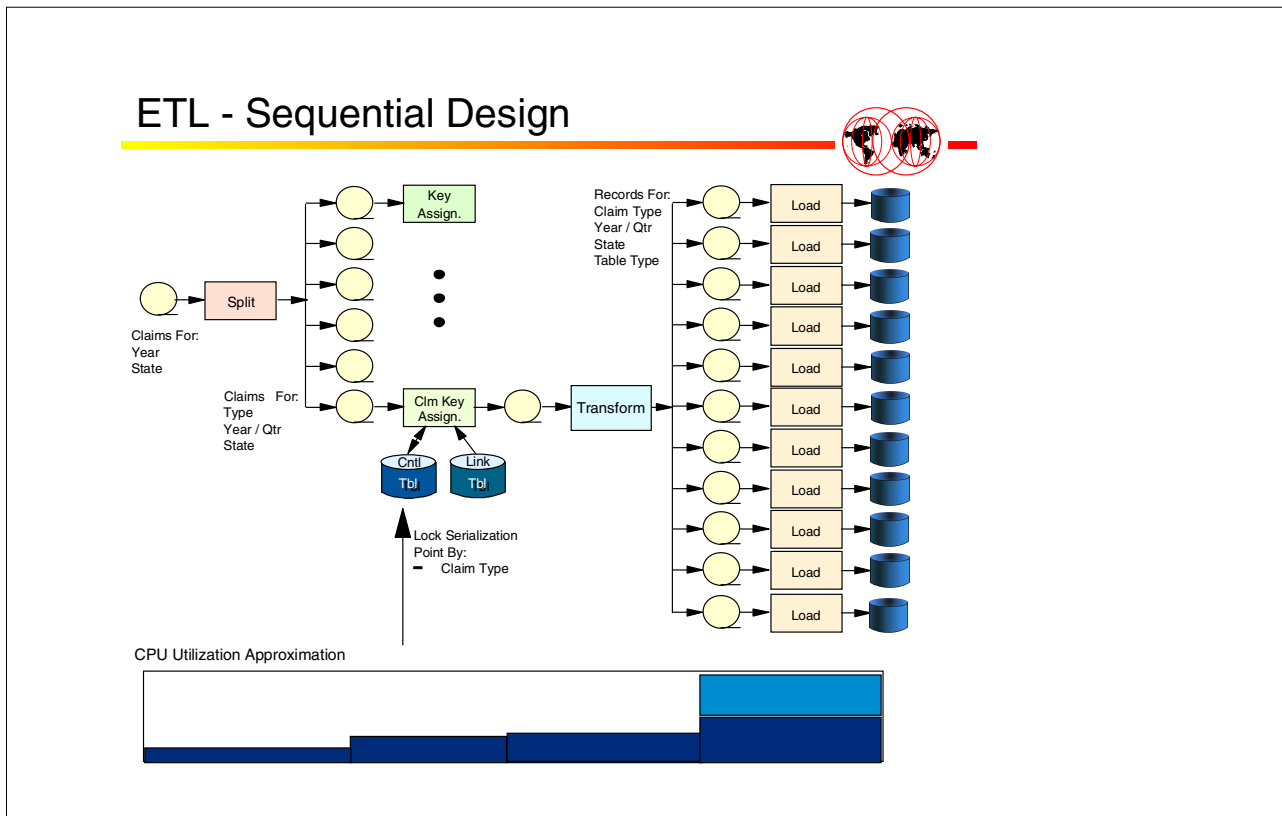 ETL - Sequential Design
Key
Assign.
Split
Claims For:
Year
State
Claims For:
Type
Year / Qtr
State
Clm Key
Assign.
Cntl
Tbl
Link
Tbl
Lock Serialization
Point By:
- Claim Type
Transform
Records For:
Claim Type
Year / Qtr
State
Table Type
Load
Load
Load
Load
Load
Load
Load
Load
Load
Load
Load
CPU Utilization Approximation